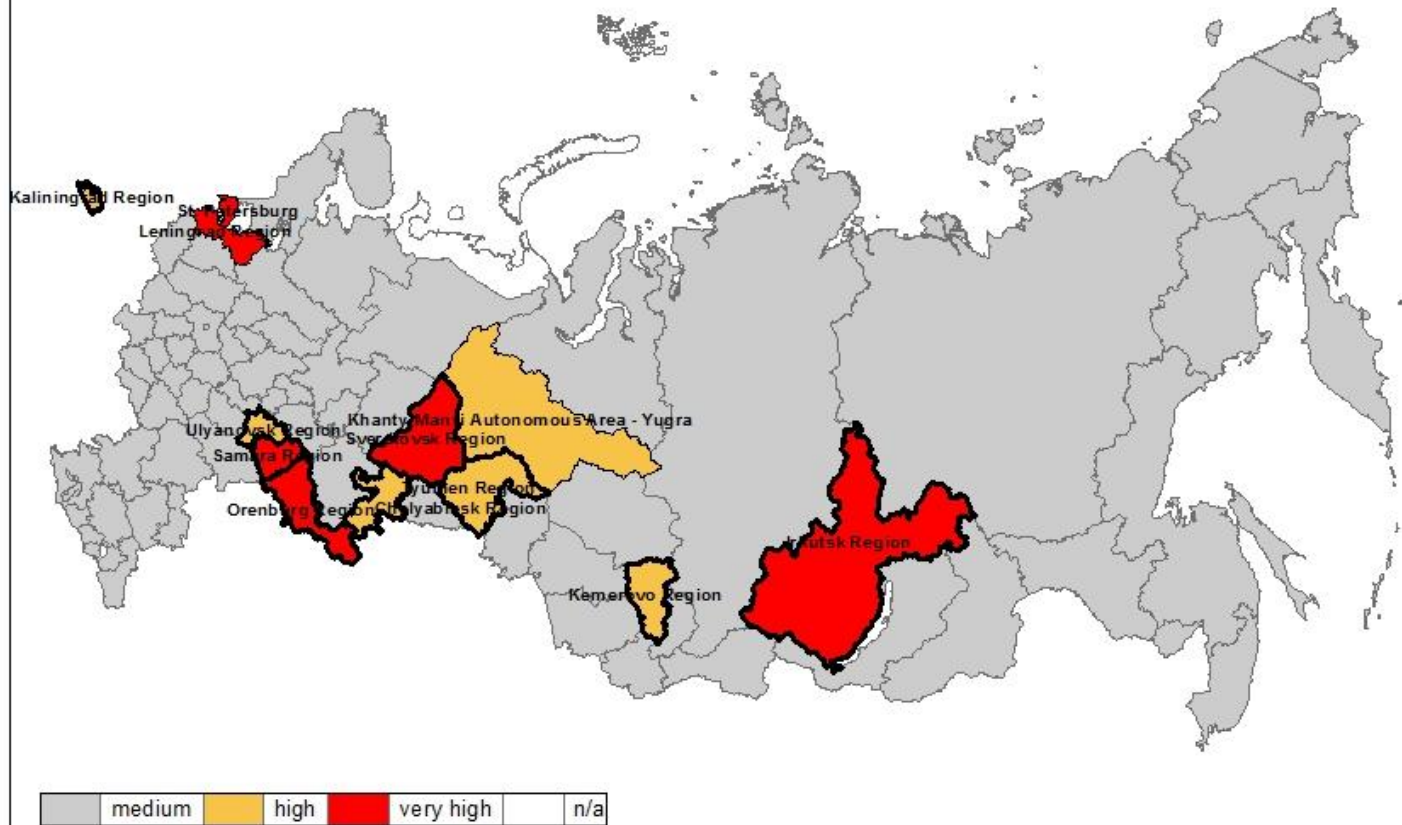 Kaliningrad Region
St. Petersburg
Leningrad Region
Khanty-Mansi Autonomous Area - Yugra
Ulyanovsk Region
Sverdlovsk Region
Samara Region
Tyumen Region
Orenburg Region
Chelyabinsk Region
Irkutsk Region
Kemerovo Region
medium high very high n/a